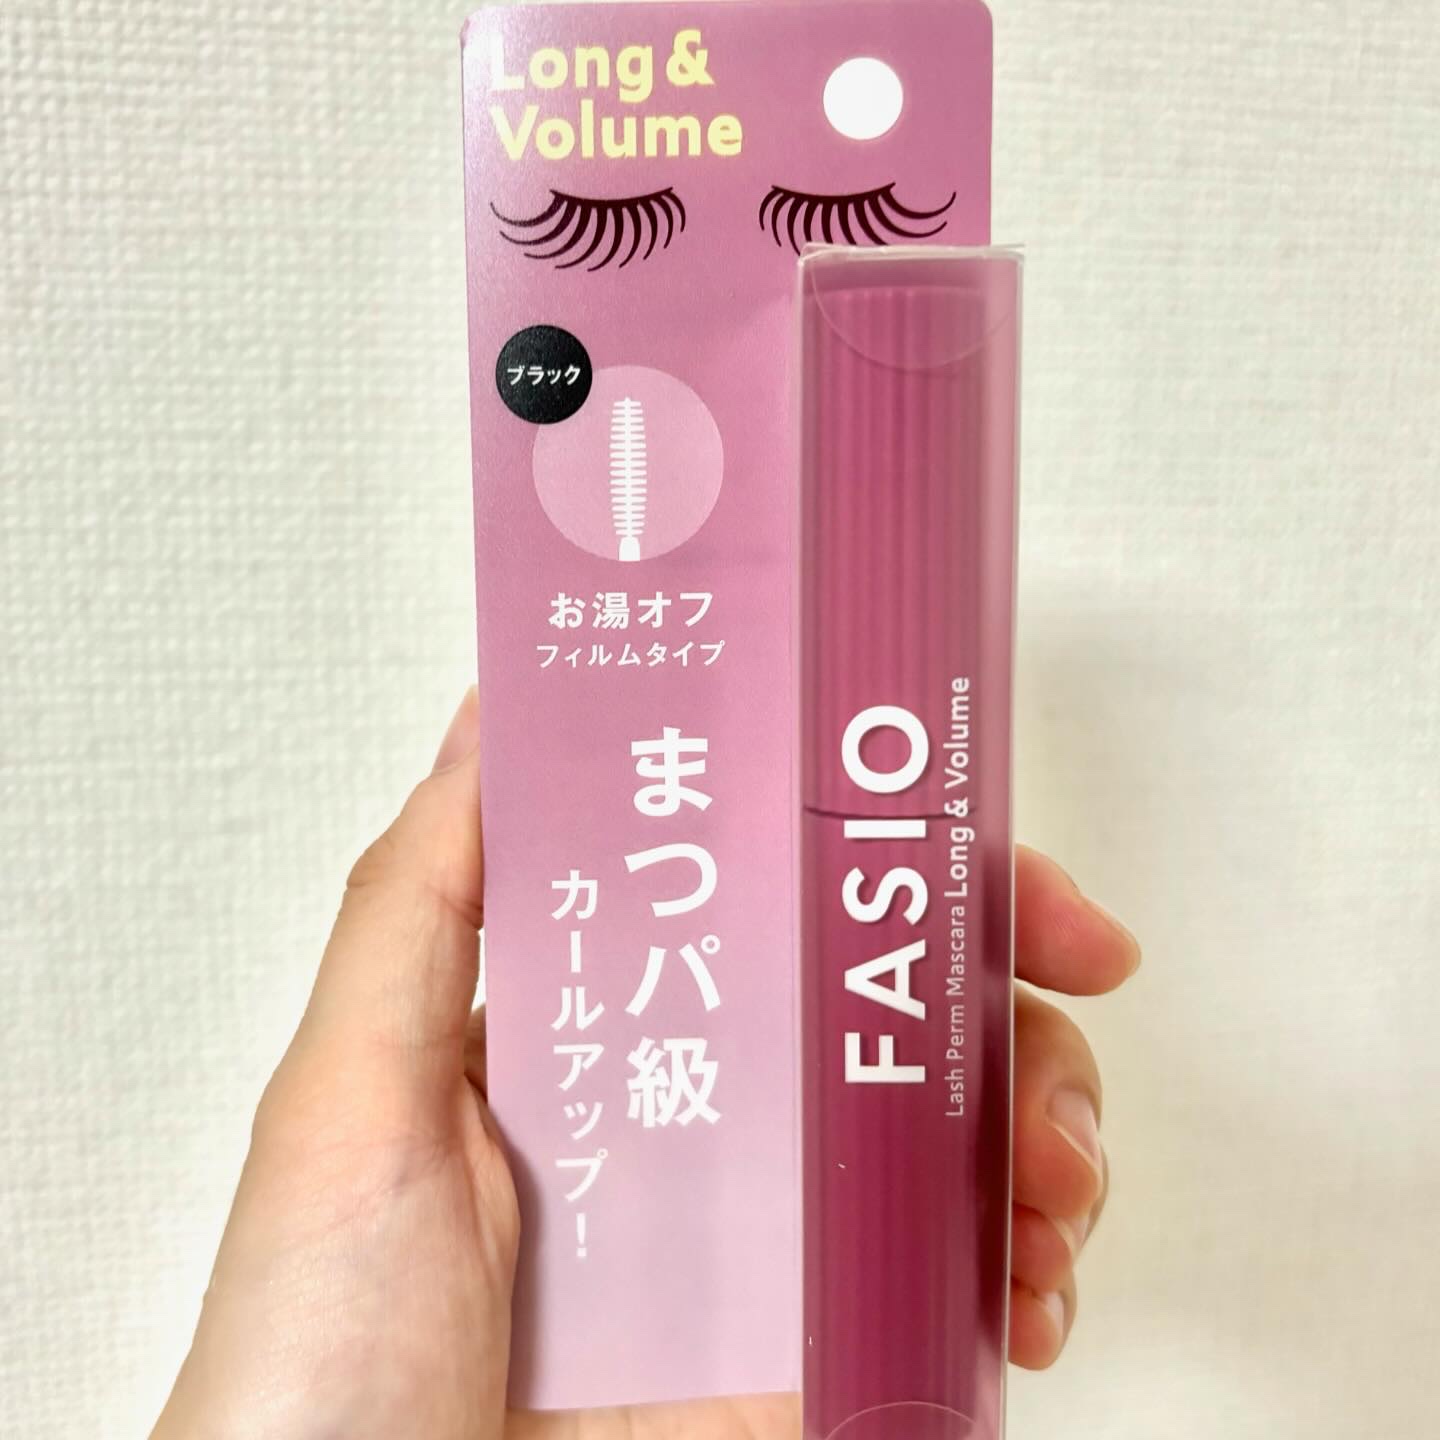 Long &
Volume
ブラック
お湯オフ
フィルムタイプ
まつパ級
カールアップ！
FASIO
Lash Perm Mascara Long & Volume